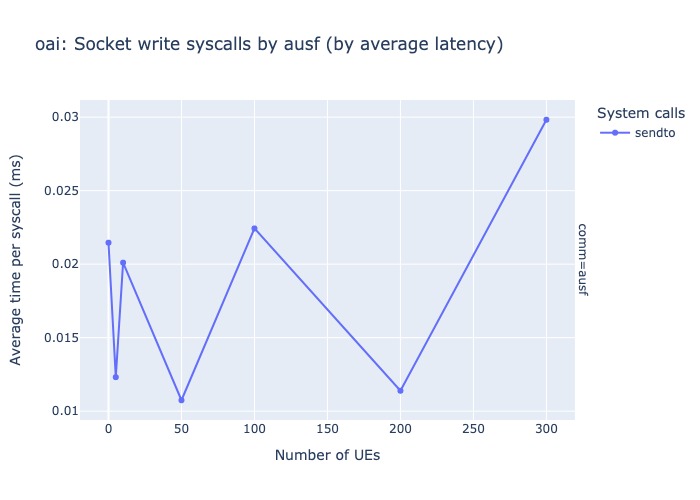 oai: Socket write syscalls by ausf (by average latency)
System calls
sendto
Average time per syscall (ms)
0.03
0.025
0.02
0.015
0.01
comm=ausf
0 50 100 150 200 250 300
Number of UEs